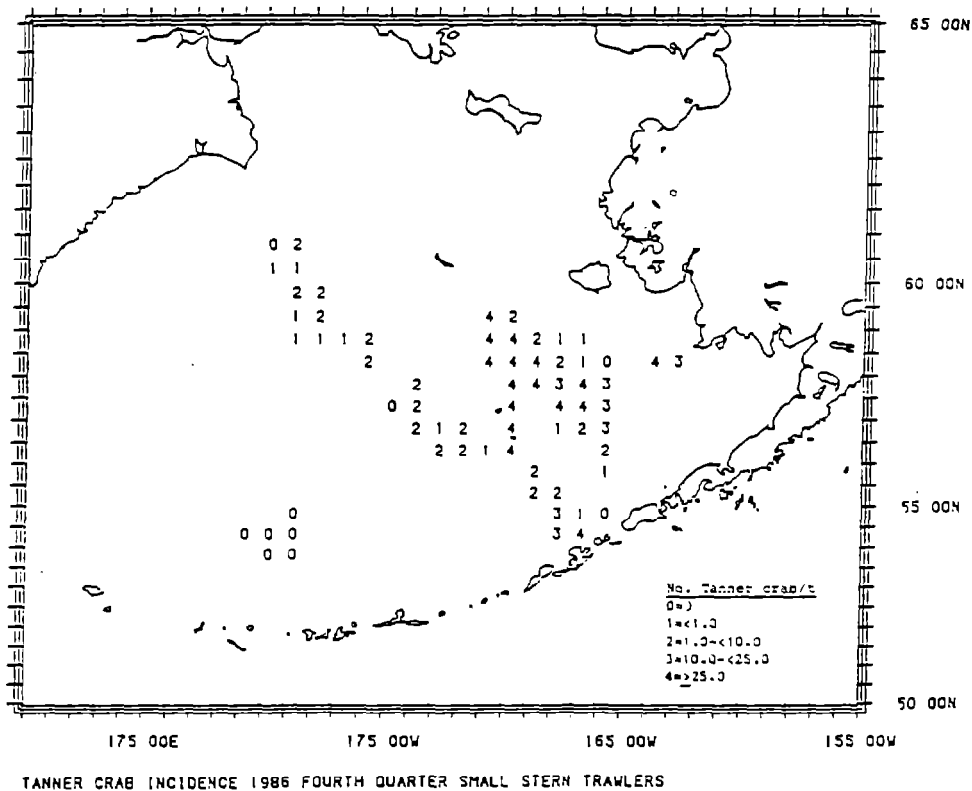 65 00N
0 2
1 1
60 00N
2 2
1 2 4 2
1 1 1 2 4 4 2 1 1
2 4 4 4 2 1 0 4 3
2 4 4 3 4 3
0 2 4 4 4 3
2 1 2 4 1 2 3
2 2 1 4 2
2 1
2 2
0 3 1 0 55 00N
0 0 0 3 4
0 0
No. Tanner crab/t
1=<1.0
2=1.0-<10.0
3=10.0-<25.0
4=≥25.0
50 00N
175 00E 175 00W 165 00W 155 00W
TANNER CRAB INCIDENCE 1986 FOURTH QUARTER SMALL STERN TRAWLERS